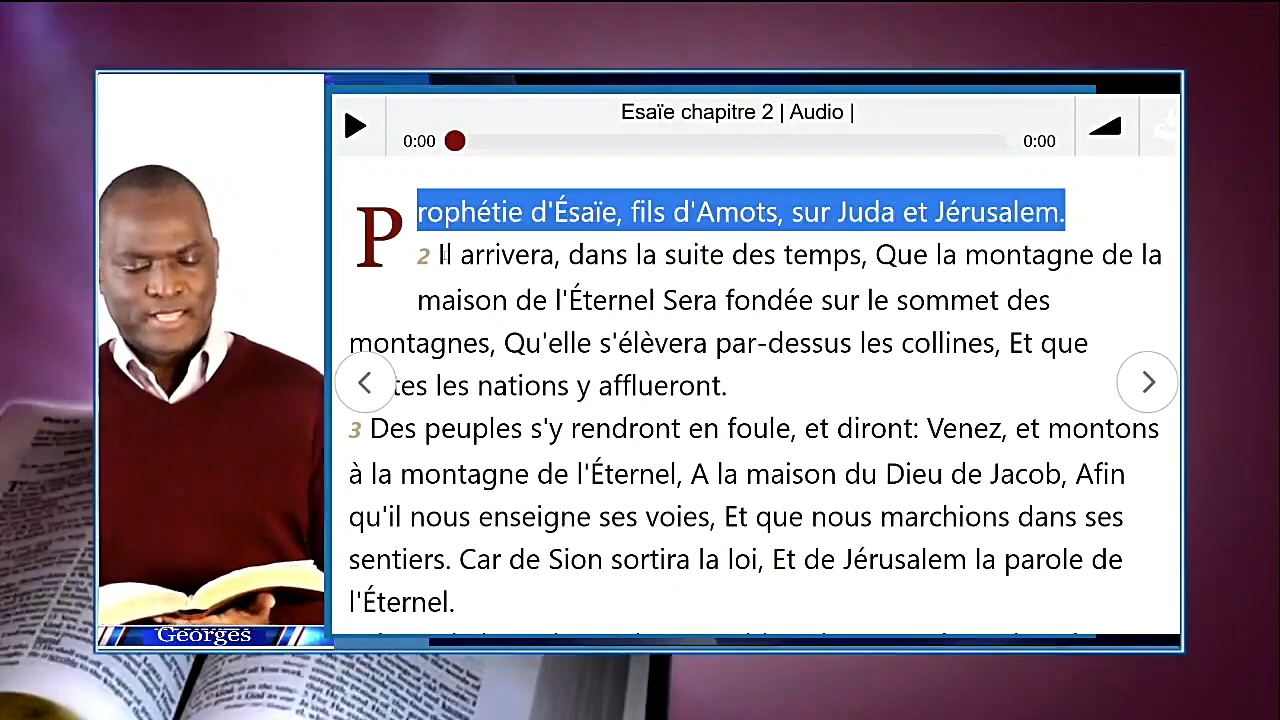 Esaïe chapitre 2 | Audio |
0:00
0:00
Prophétie d'Ésaïe, fils d'Amots, sur Juda et Jérusalem.
2 Il arrivera, dans la suite des temps, Que la montagne de la
maison de l'Éternel Sera fondée sur le sommet des
montagnes, Qu'elle s'élèvera par-dessus les collines, Et que
tes les nations y afflueront.
3 Des peuples s'y rendront en foule, et diront: Venez, et montons
à la montagne de l'Éternel, A la maison du Dieu de Jacob, Afin
qu'il nous enseigne ses voies, Et que nous marchions dans ses
sentiers. Car de Sion sortira la loi, Et de Jérusalem la parole de
l'Éternel.
Georges